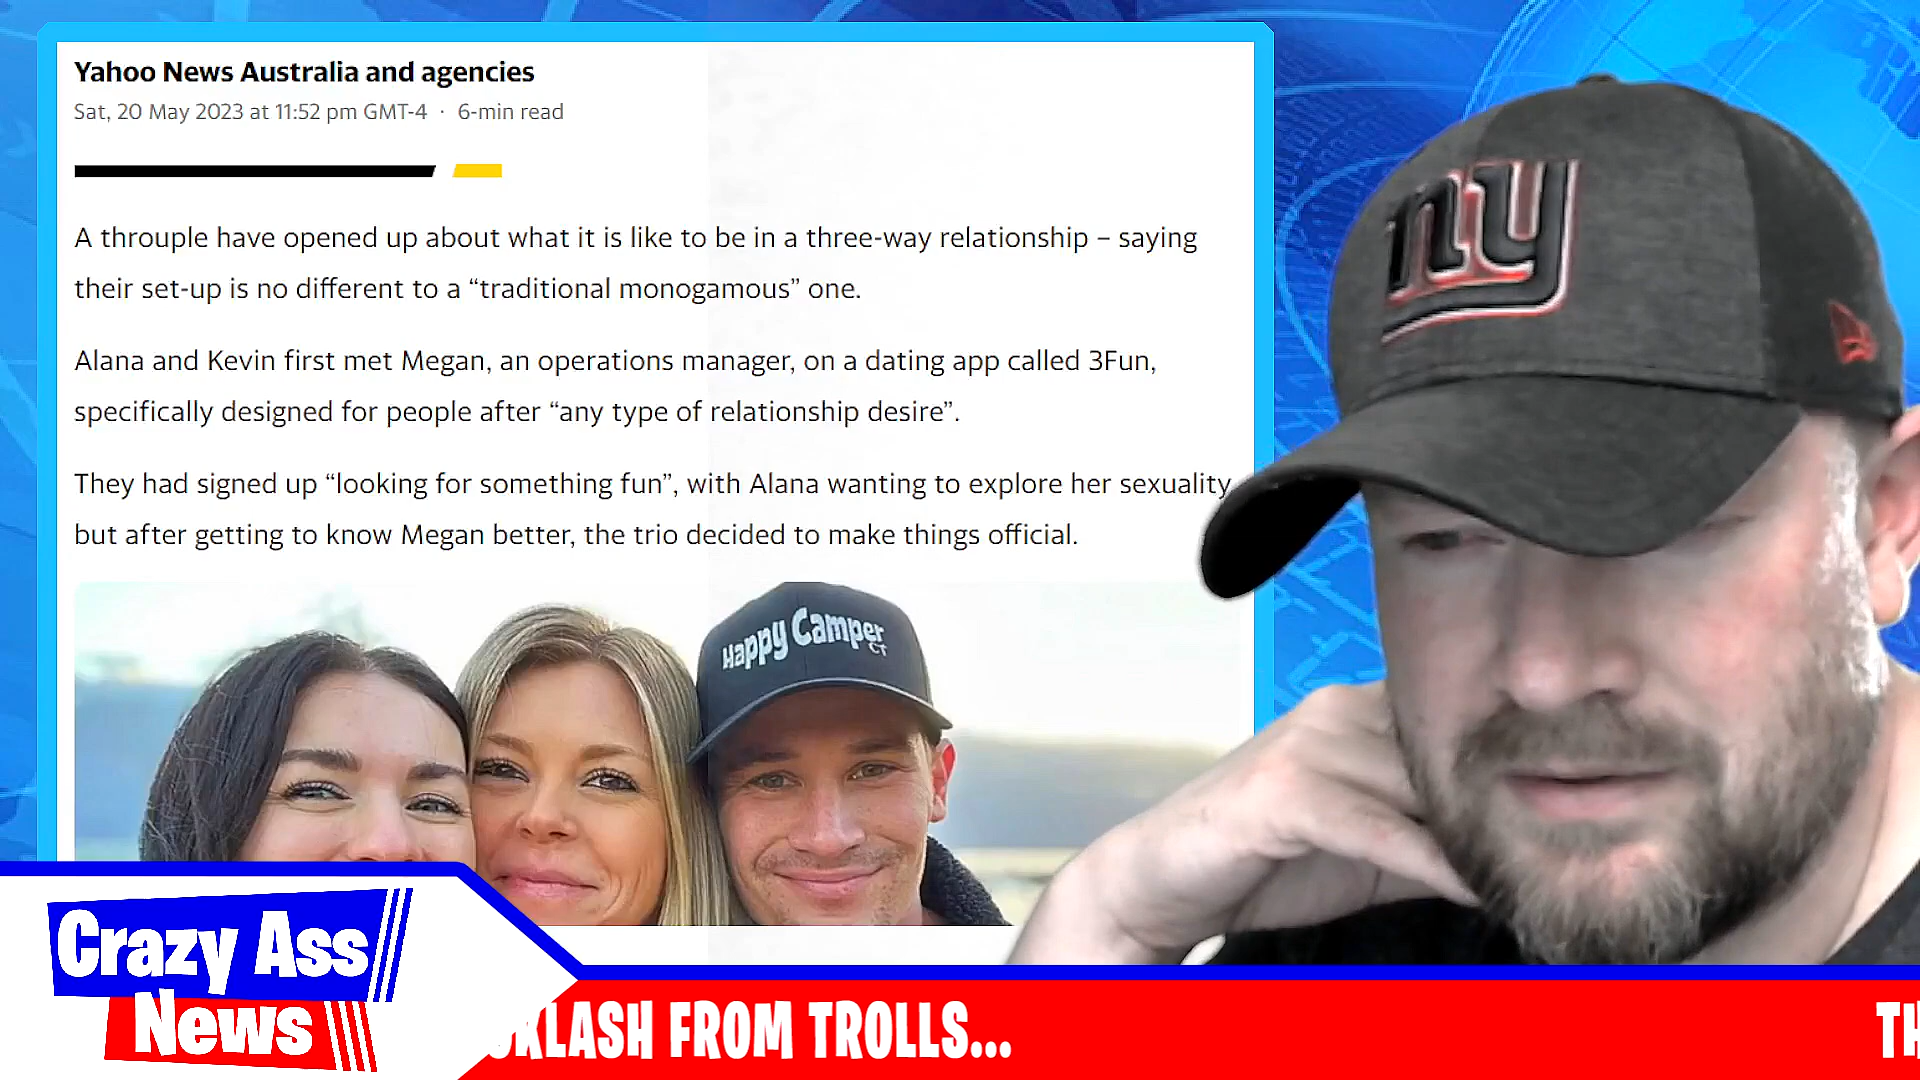 Yahoo News Australia and agencies
Sat, 20 May 2023 at 11:52 pm GMT-4 · 6-min read
A throuple have opened up about what it is like to be in a three-way relationship – saying
their set-up is no different to a “traditional monogamous” one.
Alana and Kevin first met Megan, an operations manager, on a dating app called 3Fun,
specifically designed for people after “any type of relationship desire”.
They had signed up “looking for something fun”, with Alana wanting to explore her sexuality
but after getting to know Megan better, the trio decided to make things official.
ny
Happy Camper
CT
Crazy Ass
News
FROM TROLLS...